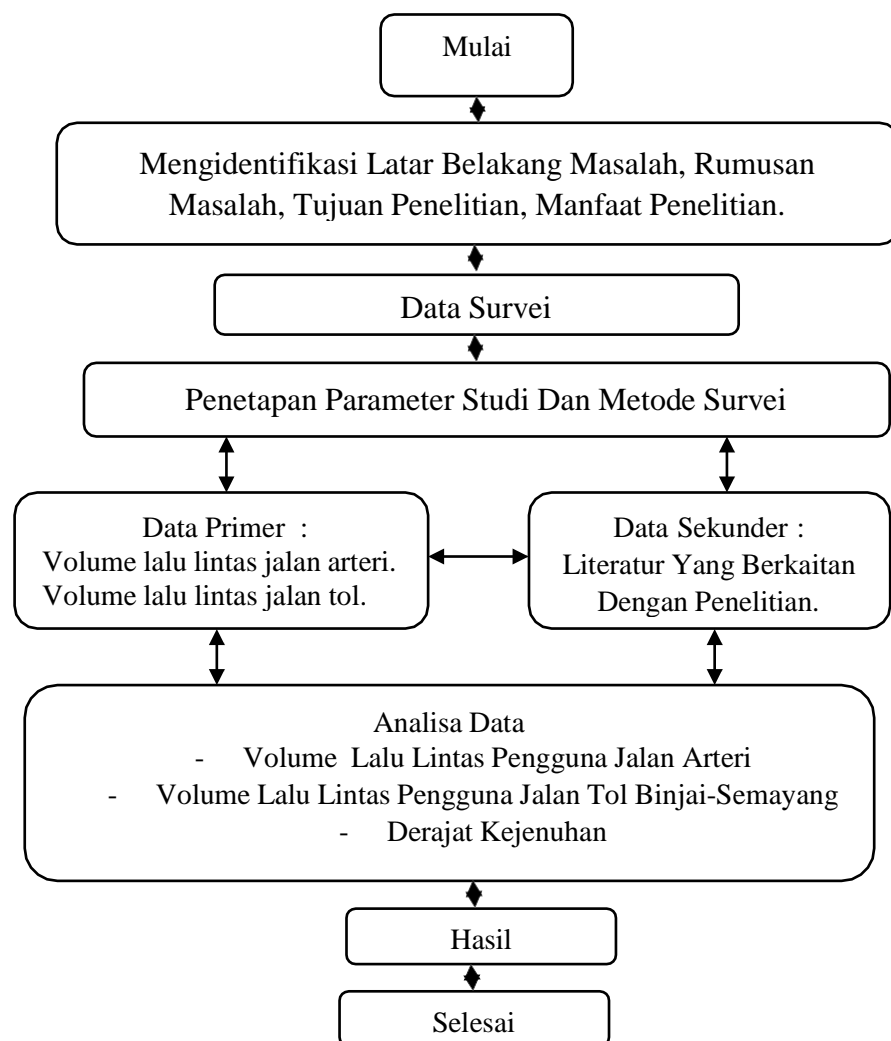 Mulai
Mengidentifikasi Latar Belakang Masalah, Rumusan
Masalah, Tujuan Penelitian, Manfaat Penelitian.
Data Survei
Penetapan Parameter Studi Dan Metode Survei
Data Primer :
Volume lalu lintas jalan arteri.
Volume lalu lintas jalan tol.
Data Sekunder :
Literatur Yang Berkaitan
Dengan Penelitian.
Analisa Data
- Volume Lalu Lintas Pengguna Jalan Arteri
- Volume Lalu Lintas Pengguna Jalan Tol Binjai-Semayang
- Derajat Kejenuhan
Hasil
Selesai